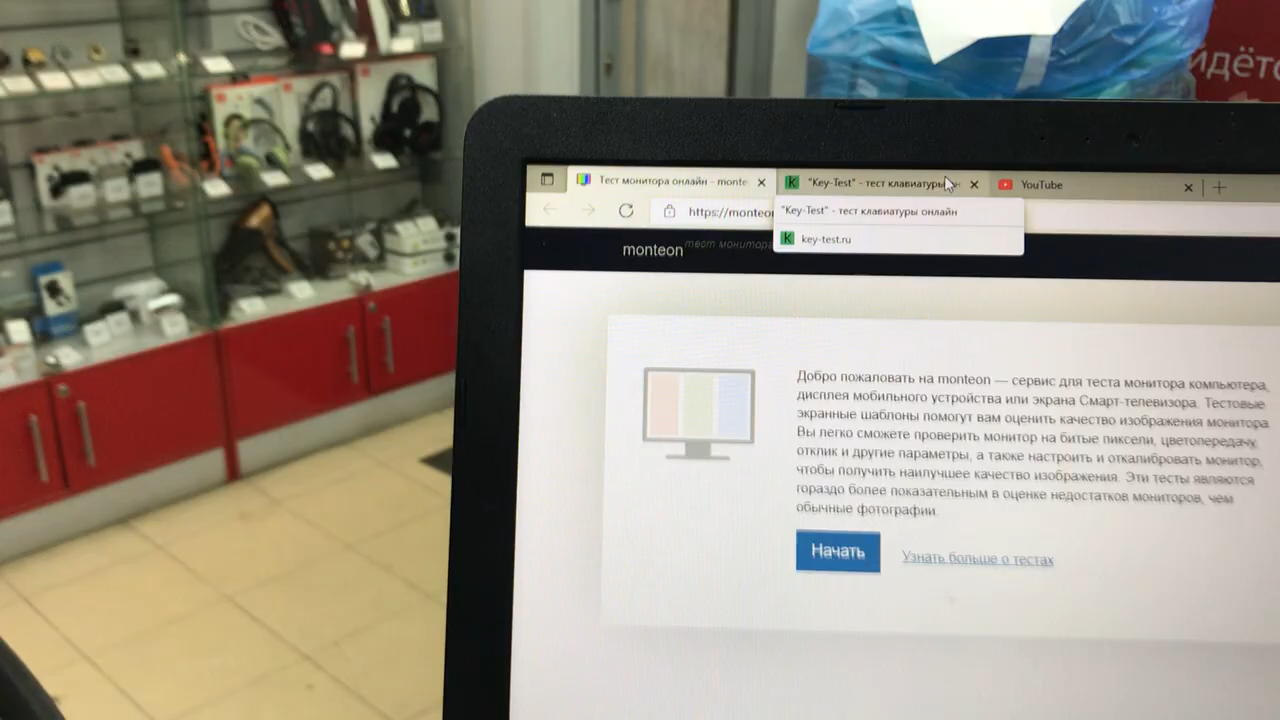 йдёто
Тест монитора онлайн - monte
"Key-Test" - тест клавиатуры
YouTube
https://monteo
"Key-Test" - тест клавиатуры онлайн
key-test.ru
monteon тест монитора
Добро пожаловать на monteon — сервис для теста монитора компьютера,
дисплея мобильного устройства или экрана Смарт-телевизора. Тестовые
экранные шаблоны помогут вам оценить качество изображения монитора.
Вы легко сможете проверить монитор на битые пиксели, цветопередачу,
отклик и другие параметры, а также настроить и откалибровать монитор,
чтобы получить наилучшее качество изображения. Эти тесты являются
гораздо более показательным в оценке недостатков мониторов, чем
обычные фотографии.
Начать
Узнать больше о тестах